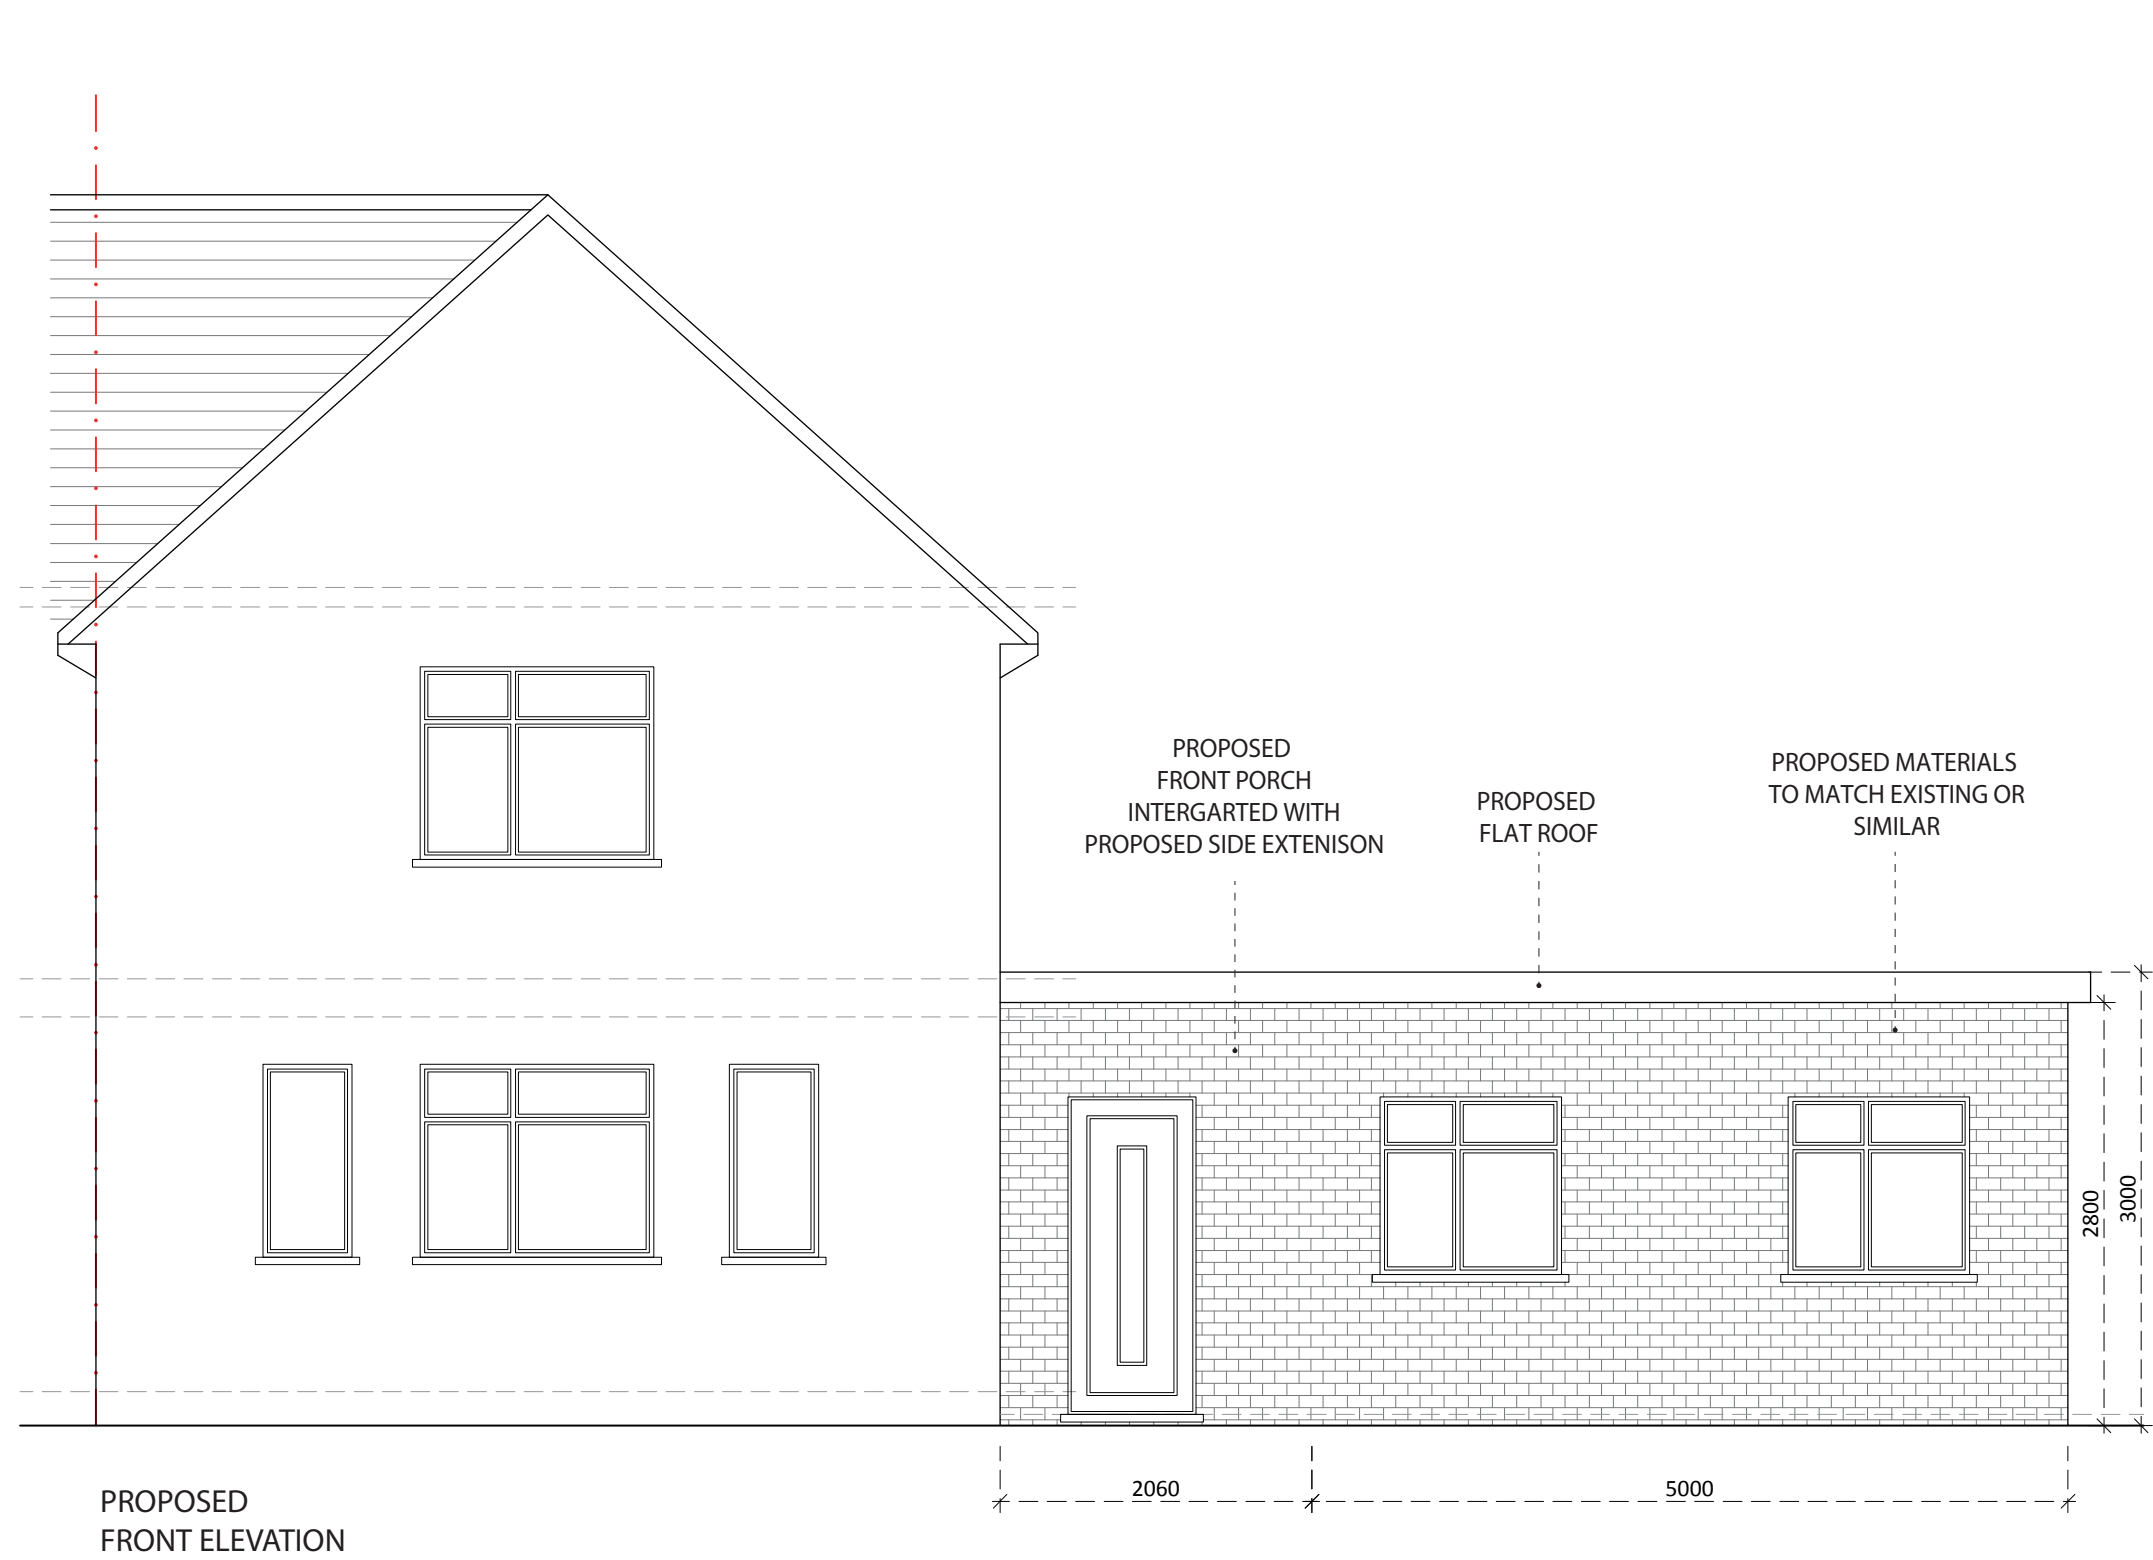 PROPOSED
FRONT PORCH
INTERGARTED WITH
PROPOSED SIDE EXTENISON
PROPOSED
FLAT ROOF
PROPOSED MATERIALS
TO MATCH EXISTING OR
SIMILAR
2800
3000
2060
5000
PROPOSED
FRONT ELEVATION